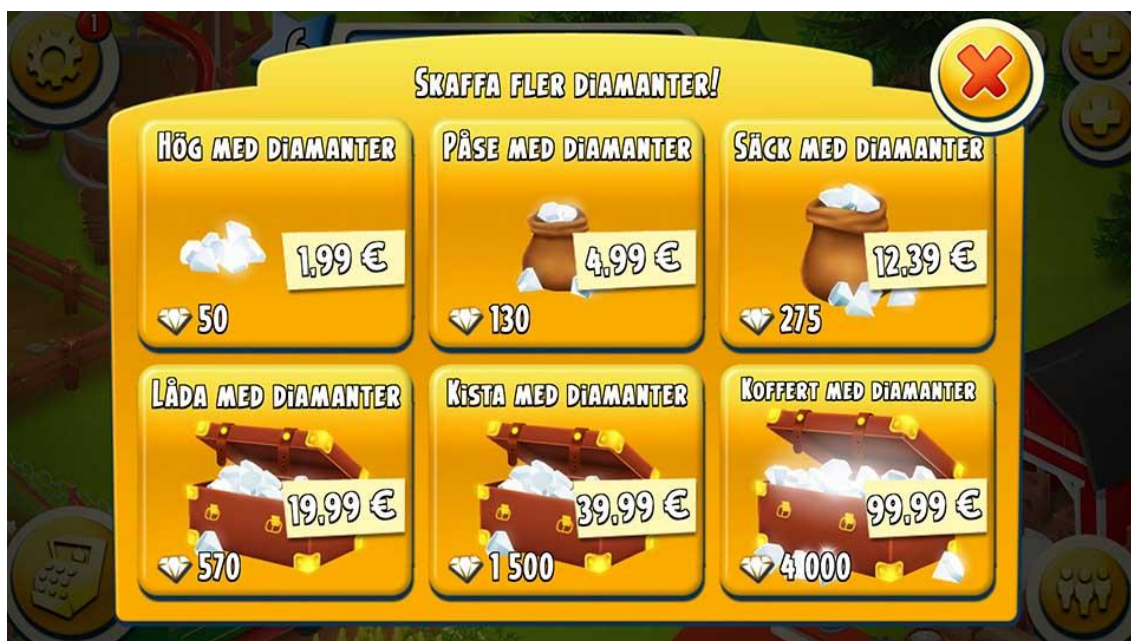 1
6
SKAFFA FLER DIAMANTER!
HÖG MED DIAMANTER
1,99 €
50
PÅSE MED DIAMANTER
4,99 €
130
SÄCK MED DIAMANTER
12,39 €
275
LÅDA MED DIAMANTER
19,99 €
570
KISTA MED DIAMANTER
39,99 €
1 500
KOFFERT MED DIAMANTER
99,99 €
4 000